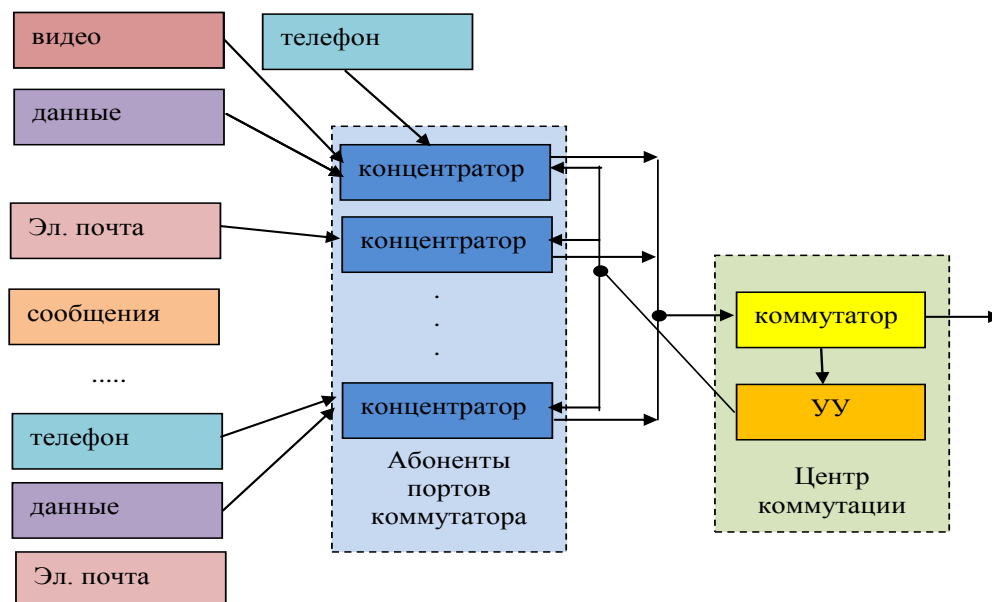 видео
телефон
данные
концентратор
Эл. почта
концентратор
.
.
.
сообщения
коммутатор
.....
концентратор
УУ
телефон
Абоненты
портов
коммутатора
Центр
коммутации
данные
Эл. почта